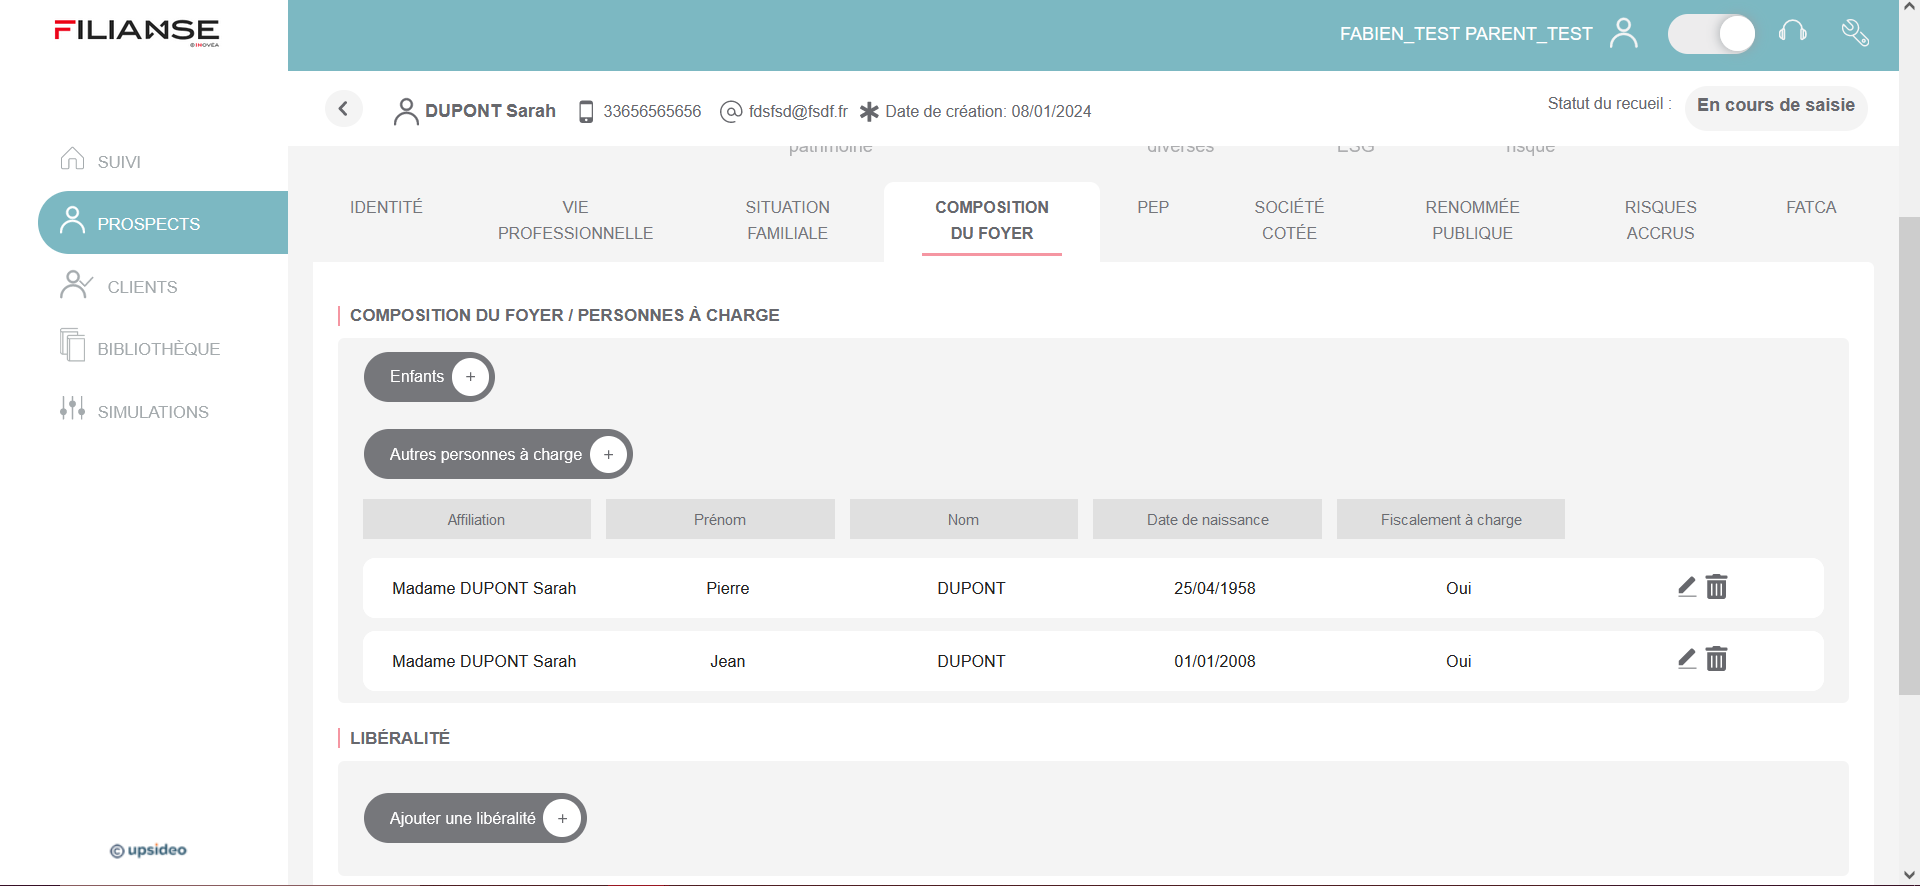 FILIANSE
INOVÉA
FABIEN_TEST PARENT_TEST
DUPONT Sarah 33656565656 @ fdsfsd@fsdf.fr Date de création: 08/01/2024
Statut du recueil : En cours de saisie
patrimoine diverses ESG risque
SUIVI
PROSPECTS
CLIENTS
BIBLIOTHÈQUE
SIMULATIONS
© upsideo
IDENTITÉ
VIE
PROFESSIONNELLE
SITUATION
FAMILIALE
COMPOSITION
DU FOYER
PEP
SOCIÉTÉ
COTÉE
RENOMMÉE
PUBLIQUE
RISQUES
ACCRUS
FATCA
COMPOSITION DU FOYER / PERSONNES À CHARGE
Enfants +
Autres personnes à charge +
Affiliation Prénom Nom Date de naissance Fiscalement à charge
Madame DUPONT Sarah Pierre DUPONT 25/04/1958 Oui
Madame DUPONT Sarah Jean DUPONT 01/01/2008 Oui
LIBÉRALITÉ
Ajouter une libéralité +